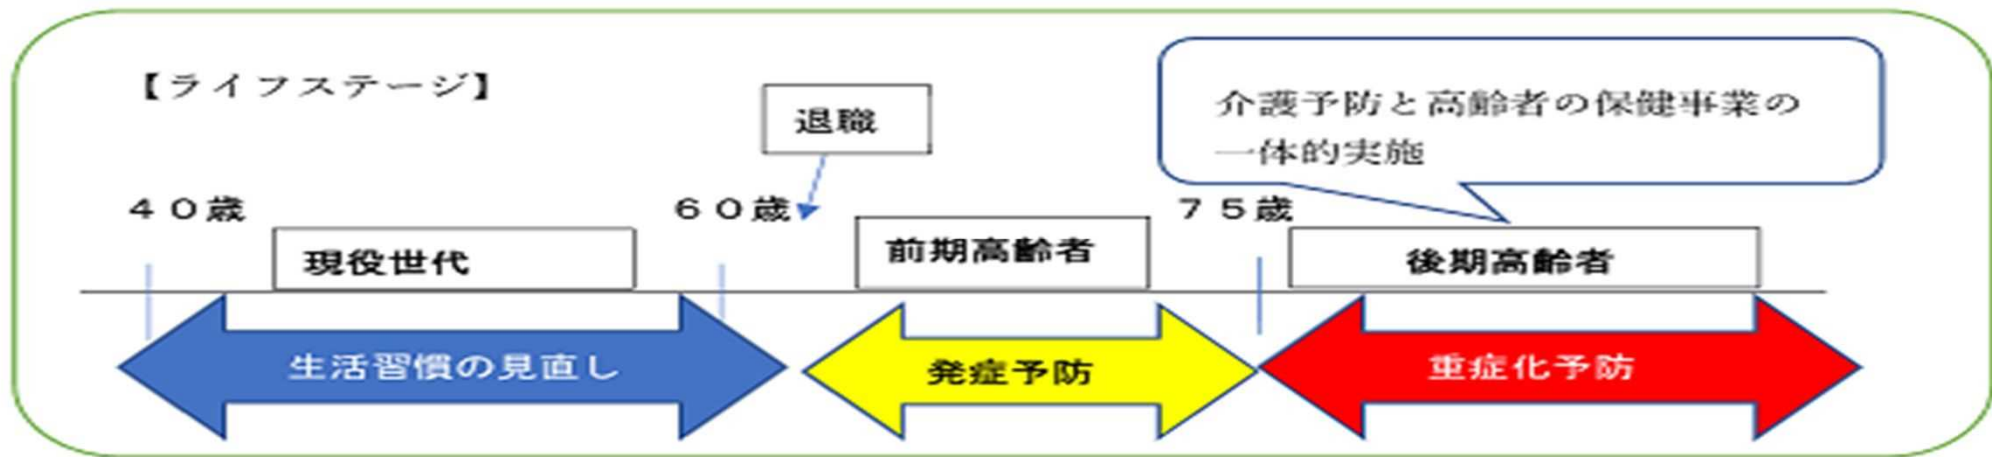 【ライフステージ】
退職
介護予防と高齢者の保健事業の
一体的実施
40歳
60歳
75歳
現役世代
前期高齢者
後期高齢者
生活習慣の見直し
発症予防
重症化予防